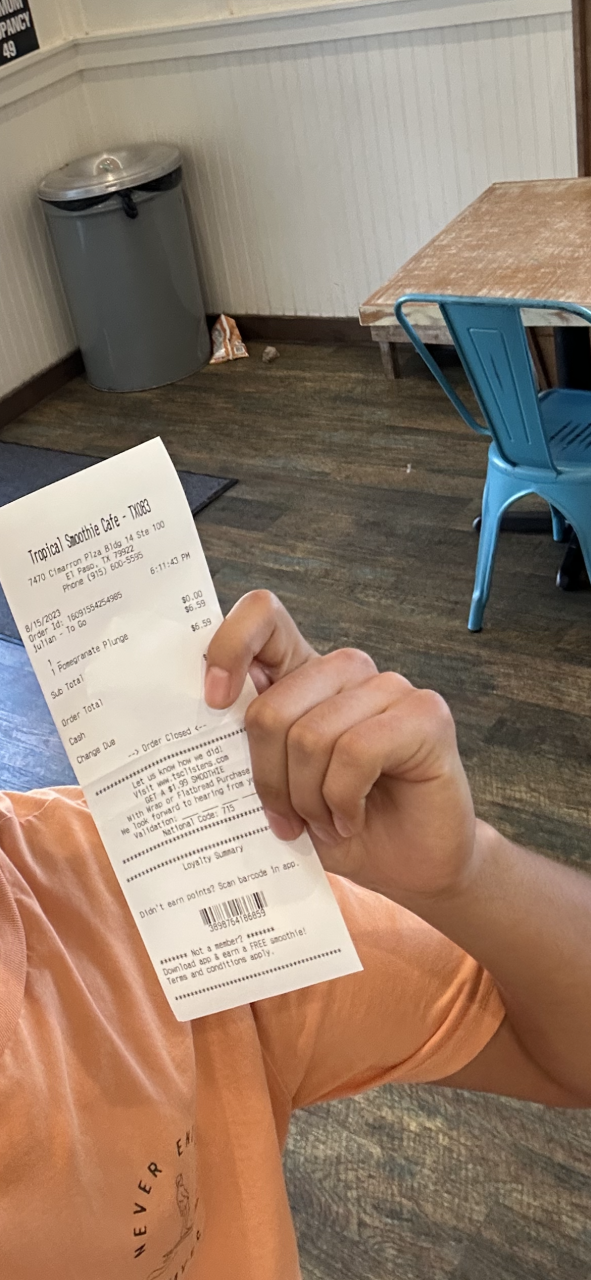 PANCY
49
Tropical Smoothie Cafe - TX083
7470 Cimarron Plza Bldg 14 Ste 100
El Paso, TX 79922
Phone (915) 600-5595
8/15/2023 6:11:43 PM
Order Id: 16091554254985
Julian - To Go
1 $0.00
1 Pomegranate Plunge $6.59
Sub Total $6.59
Order Total
Cash
Change Due
--> Order Closed <--
Let us know how we did!
Visit www.tsclistens.com
GET A $1.99 SMOOTHIE
With Wrap or Flatbread Purchase
We look forward to hearing from
Validation:
National Code: 715
Loyalty Summary
Didn't earn points? Scan barcode in app.
3898764186859
******* Not a member? *******
Download app & earn a FREE smoothie!
Terms and conditions apply.
NEVER